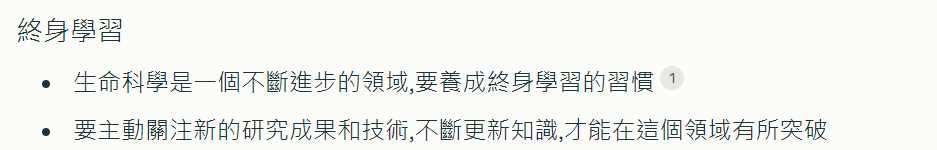 終身學習
• 生命科學是一個不斷進步的領域,要養成終身學習的習慣 1
• 要主動關注新的研究成果和技術,不斷更新知識,才能在這個領域有所突破